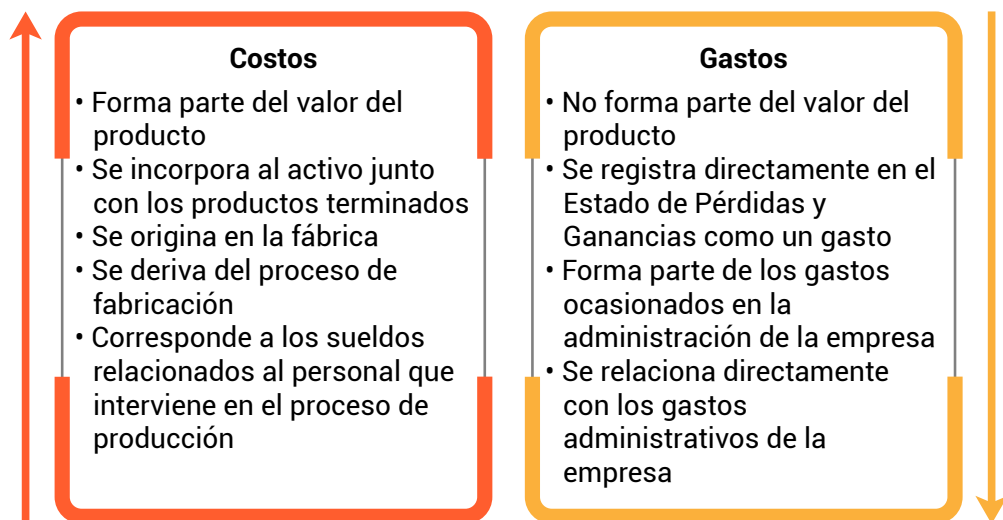 Costos
• Forma parte del valor del
producto
• Se incorpora al activo junto
con los productos terminados
• Se origina en la fábrica
• Se deriva del proceso de
fabricación
• Corresponde a los sueldos
relacionados al personal que
interviene en el proceso de
producción
Gastos
• No forma parte del valor del
producto
• Se registra directamente en el
Estado de Pérdidas y
Ganancias como un gasto
• Forma parte de los gastos
ocasionados en la
administración de la empresa
• Se relaciona directamente
con los gastos
administrativos de la
empresa